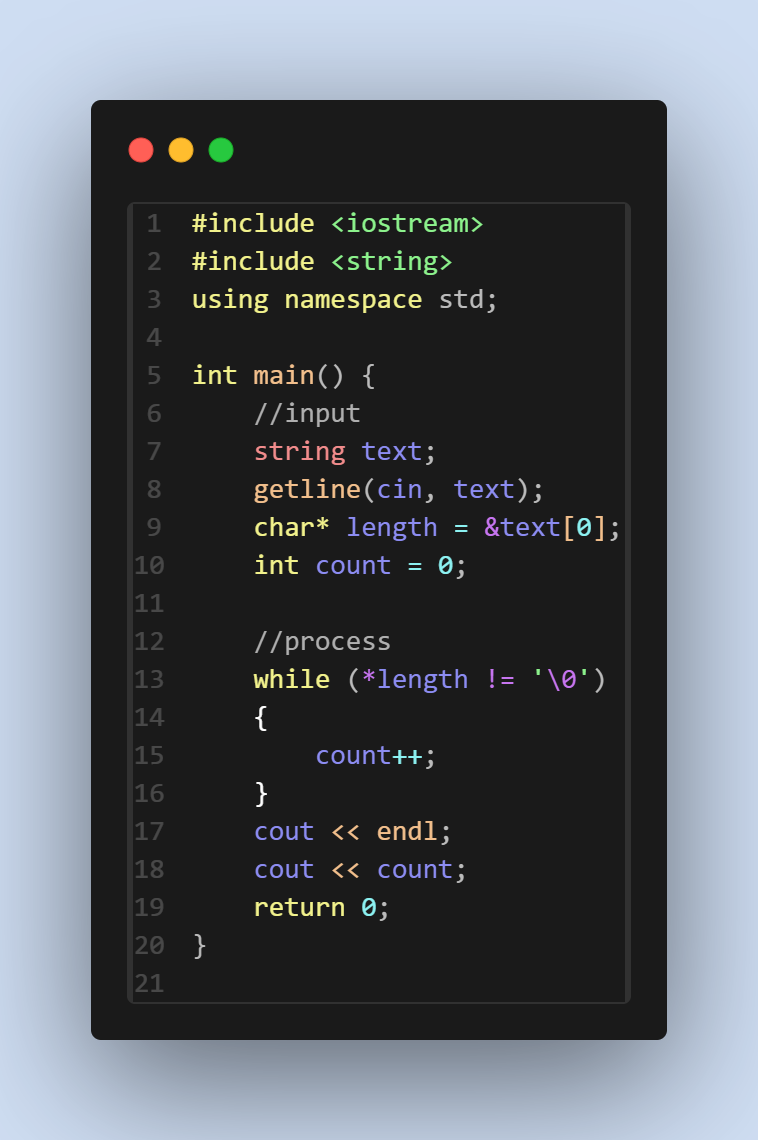 1 #include <iostream>
2 #include <string>
3 using namespace std;
4
5 int main() {
6     //input
7     string text;
8     getline(cin, text);
9     char* length = &text[0];
10     int count = 0;
11
12     //process
13     while (*length != '\0')
14     {
15         count++;
16     }
17     cout << endl;
18     cout << count;
19     return 0;
20 }
21